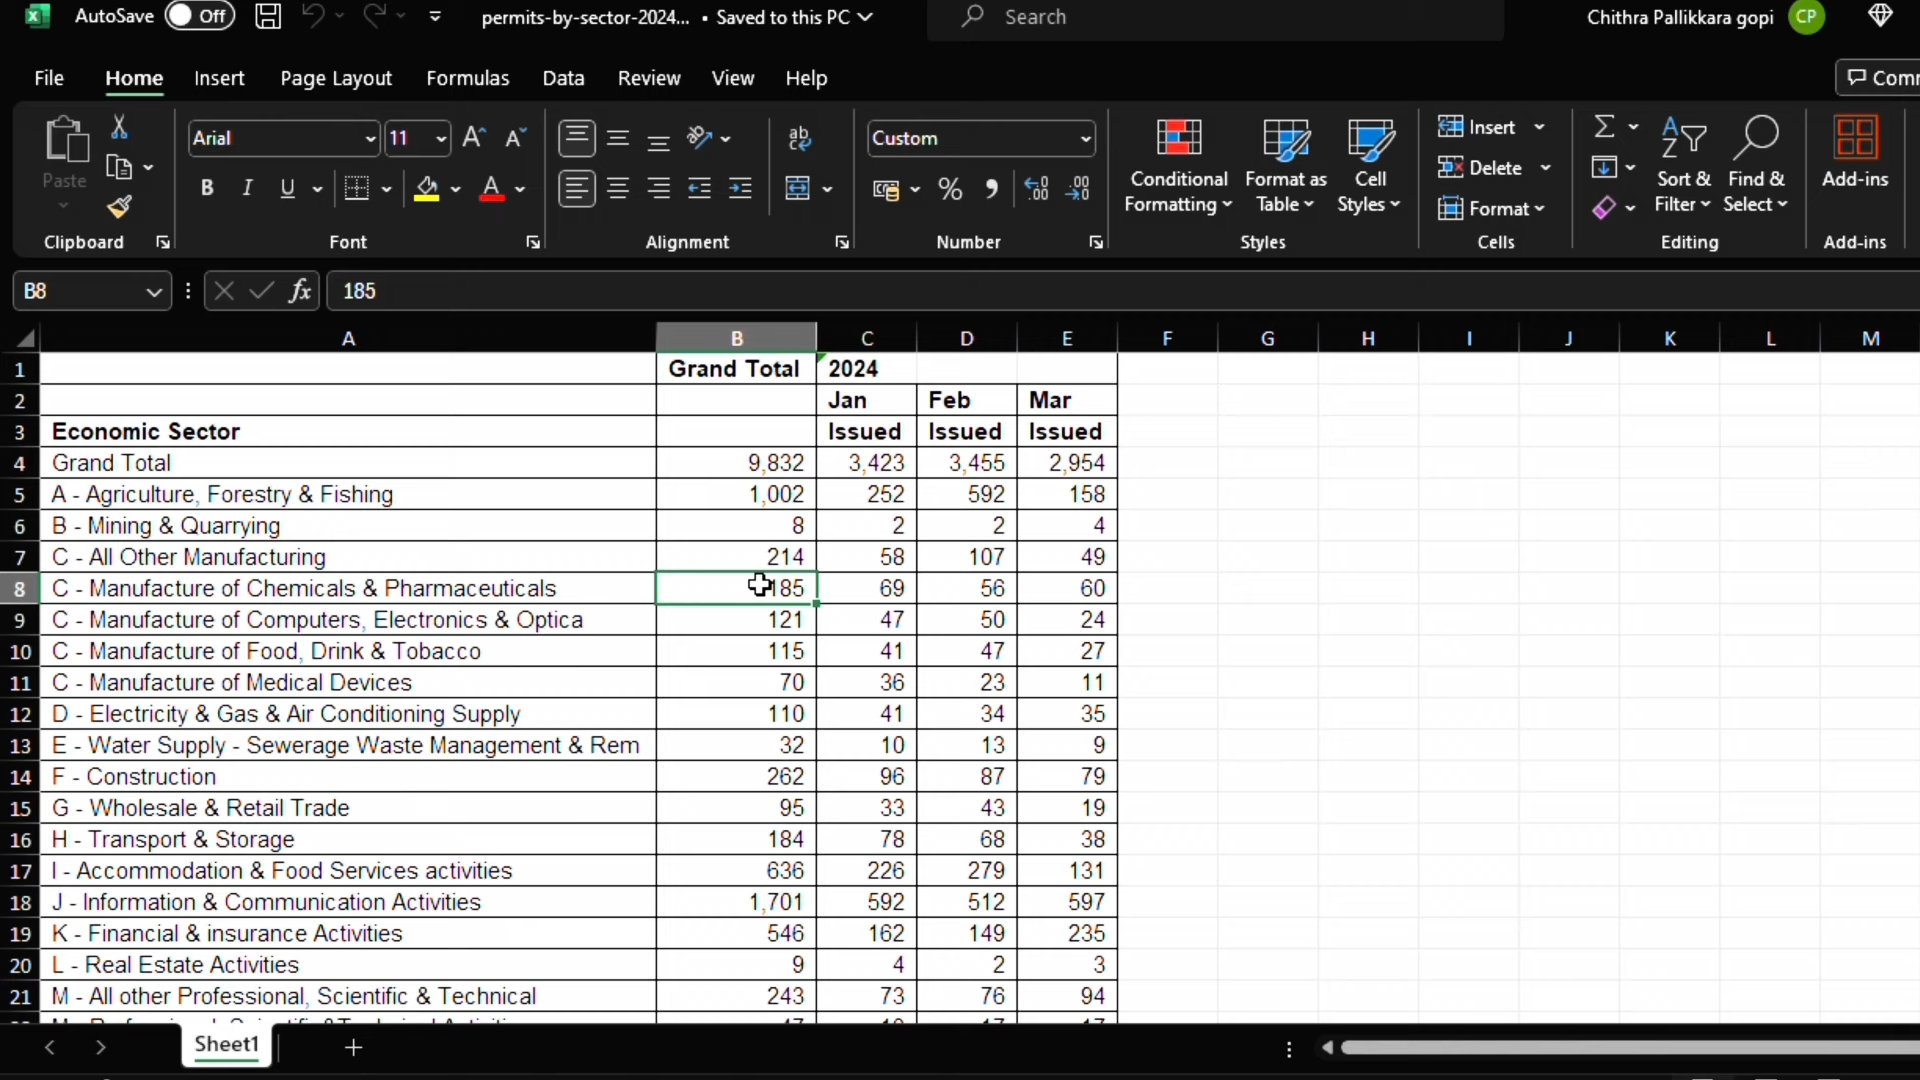 AutoSave Off permits-by-sector-2024... • Saved to this PC Search Chithra Pallikkara gopi CP
File Home Insert Page Layout Formulas Data Review View Help
Paste Arial 11 A A ab Custom Insert Σ A Z
B I U A % , Conditional Formatting Format as Table Cell Styles Delete Sort & Filter Find & Select Add-ins
Format
Clipboard Font Alignment Number Styles Cells Editing Add-ins
B8 fx 185
A B C D E F G H I J K L M
1 Grand Total 2024
2 Jan Feb Mar
3 Economic Sector Issued Issued Issued
4 Grand Total 9,832 3,423 3,455 2,954
5 A - Agriculture, Forestry & Fishing 1,002 252 592 158
6 B - Mining & Quarrying 8 2 2 4
7 C - All Other Manufacturing 214 58 107 49
8 C - Manufacture of Chemicals & Pharmaceuticals 185 69 56 60
9 C - Manufacture of Computers, Electronics & Optica 121 47 50 24
10 C - Manufacture of Food, Drink & Tobacco 115 41 47 27
11 C - Manufacture of Medical Devices 70 36 23 11
12 D - Electricity & Gas & Air Conditioning Supply 110 41 34 35
13 E - Water Supply - Sewerage Waste Management & Rem 32 10 13 9
14 F - Construction 262 96 87 79
15 G - Wholesale & Retail Trade 95 33 43 19
16 H - Transport & Storage 184 78 68 38
17 I - Accommodation & Food Services activities 636 226 279 131
18 J - Information & Communication Activities 1,701 592 512 597
19 K - Financial & insurance Activities 546 162 149 235
20 L - Real Estate Activities 9 4 2 3
21 M - All other Professional, Scientific & Technical 243 73 76 94
Sheet1